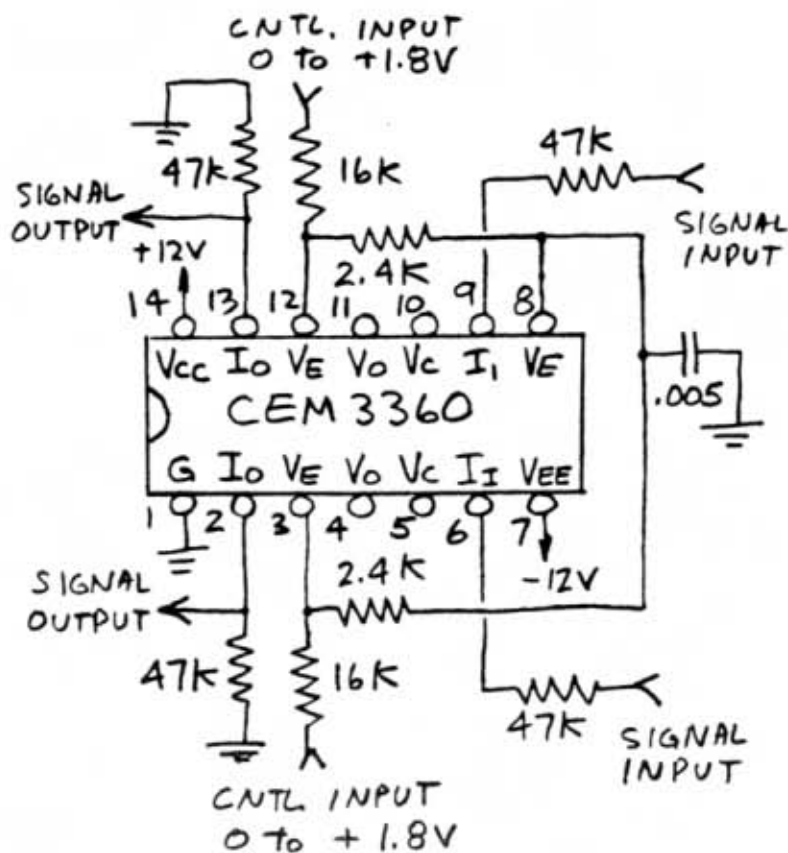 CNTL. INPUT
0 TO +1.8V
47K
16K
47K
SIGNAL
OUTPUT
SIGNAL
INPUT
+12V
2.4K
14 13 12 11 10 9 8
VCC IO VE VO VC I1 VE
.005
CEM 3360
G IO VE VO VC II VEE
1 2 3 4 5 6 7
2.4K
-12V
SIGNAL
OUTPUT
47K
16K
47K
SIGNAL
INPUT
CNTL. INPUT
0 TO +1.8V